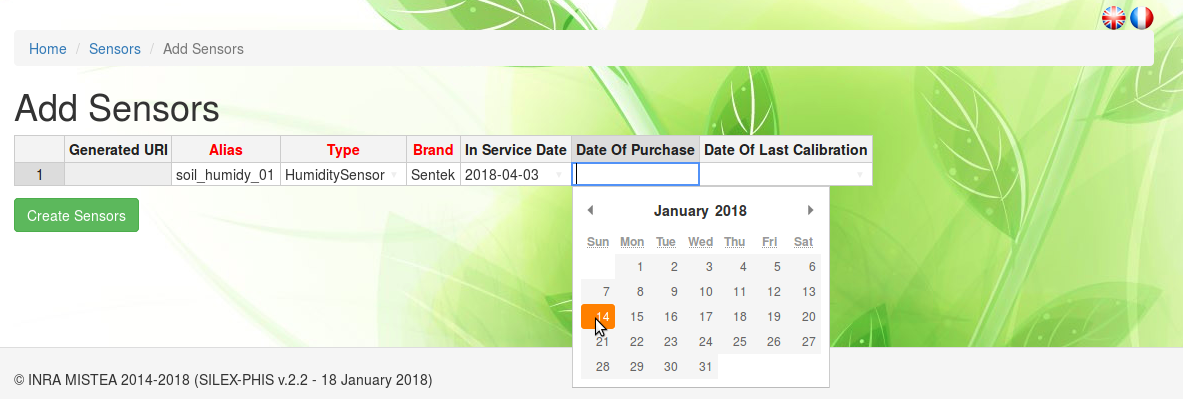 Home / Sensors / Add Sensors
Add Sensors
Generated URI Alias Type Brand In Service Date Date Of Purchase Date Of Last Calibration
1 soil_humidy_01 HumiditySensor Sentek 2018-04-03
Create Sensors
January 2018
Sun Mon Tue Wed Thu Fri Sat
1 2 3 4 5 6
7 8 9 10 11 12 13
14 15 16 17 18 19 20
21 22 23 24 25 26 27
28 29 30 31
© INRA MISTEA 2014-2018 (SILEX-PHIS v.2.2 - 18 January 2018)